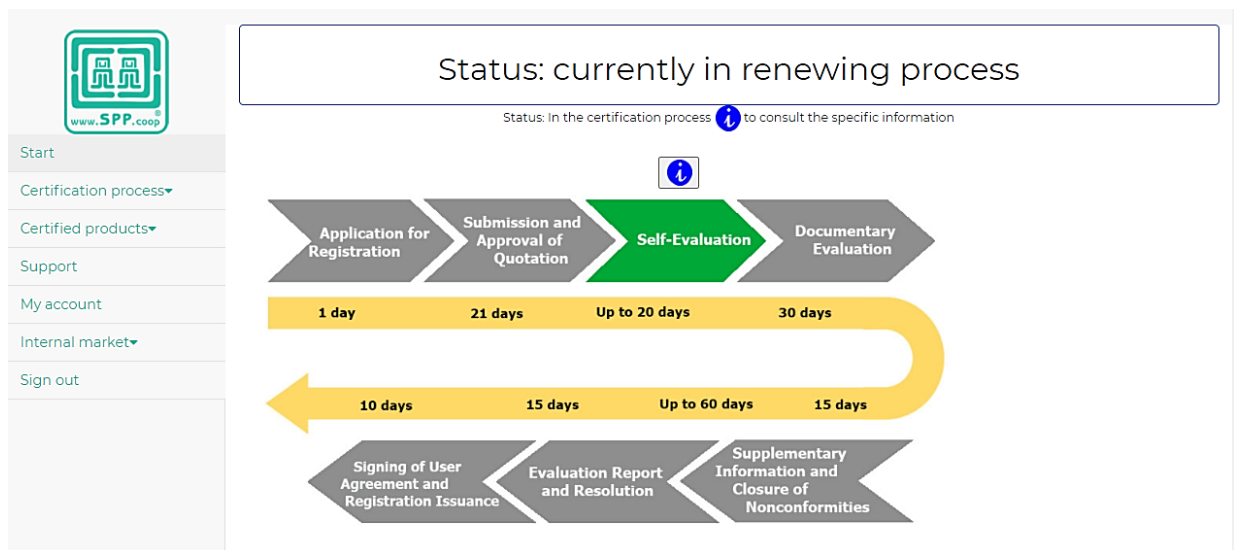 www.SPP.coop®
Start
Certification process
Certified products
Support
My account
Internal market
Sign out
Status: currently in renewing process
Status: In the certification process i to consult the specific information
i
Application for
Registration
Submission and
Approval of
Quotation
Self-Evaluation
Documentary
Evaluation
1 day
21 days
Up to 20 days
30 days
10 days
15 days
Up to 60 days
15 days
Signing of User
Agreement and
Registration Issuance
Evaluation Report
and Resolution
Supplementary
Information and
Closure of
Nonconformities